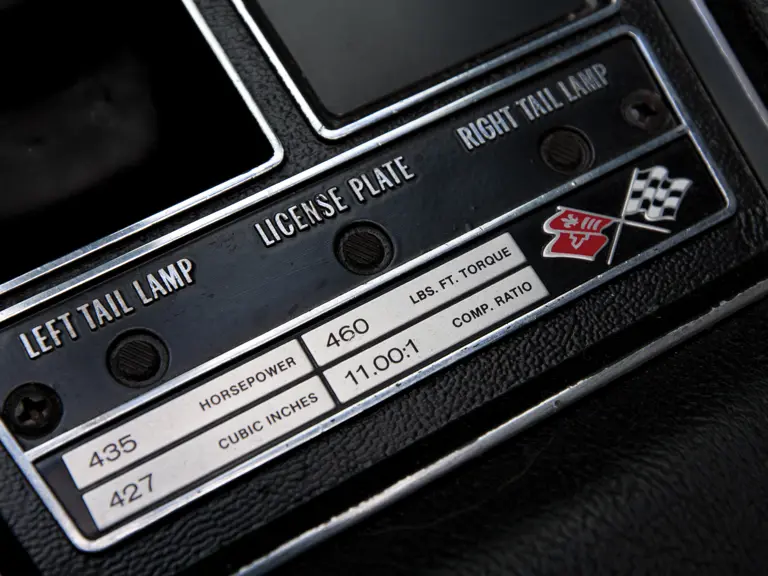 LEFT TAIL LAMP
LICENSE PLATE
RIGHT TAIL LAMP
435 HORSEPOWER
460 LBS. FT. TORQUE
427 CUBIC INCHES
11.00:1 COMP. RATIO